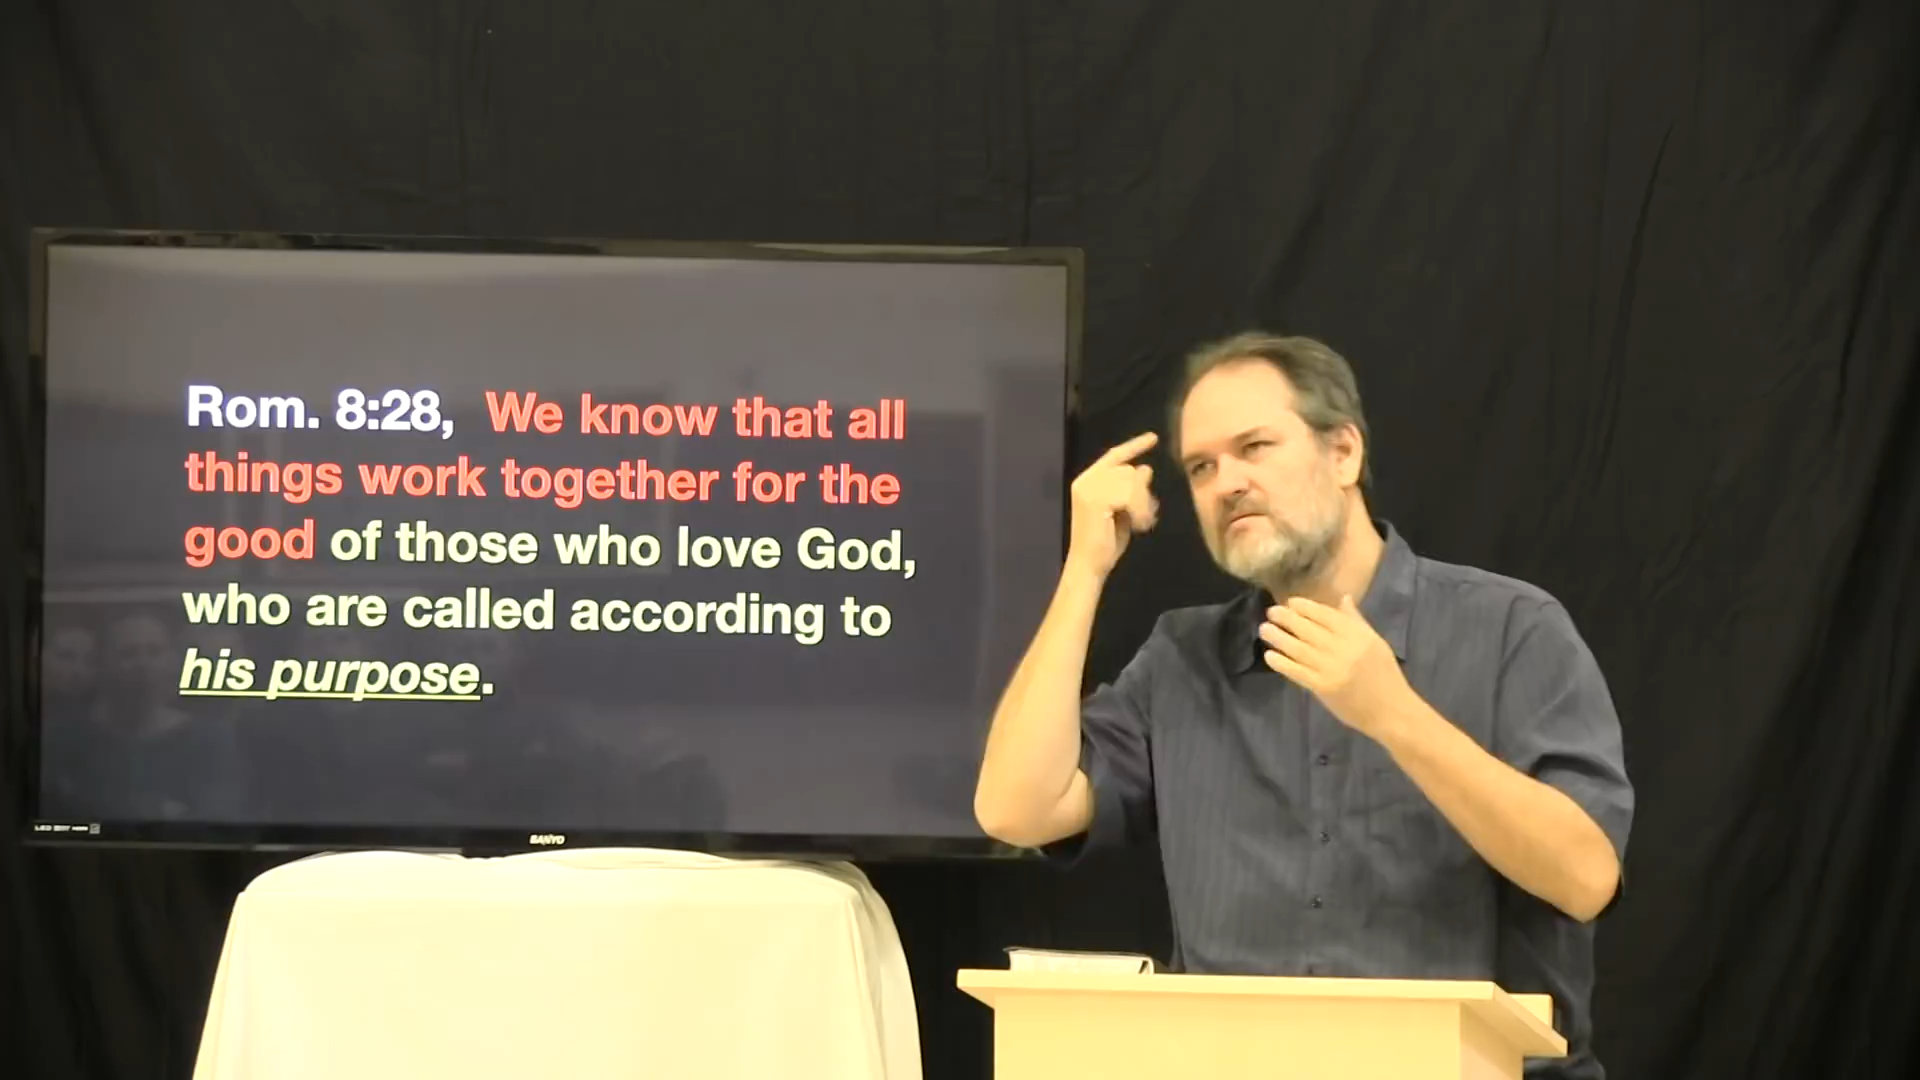 Rom. 8:28, We know that all
things work together for the
good of those who love God,
who are called according to
his purpose.
SANYO